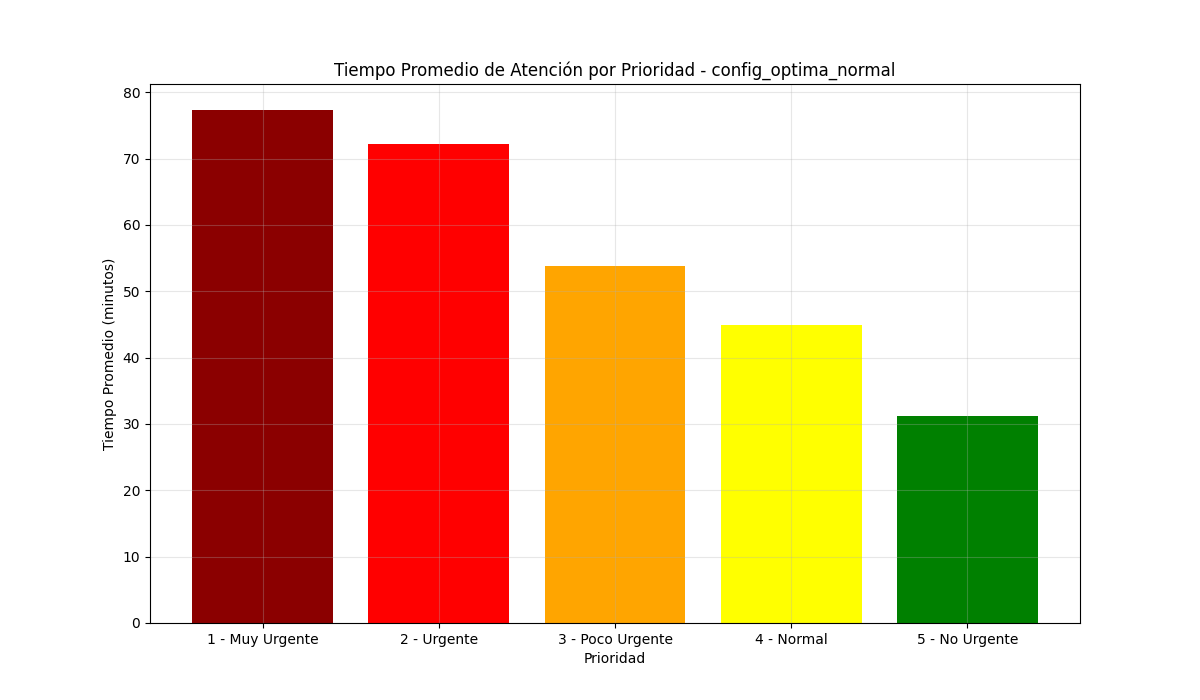 Tiempo Promedio de Atención por Prioridad - config_optima_normal
Tiempo Promedio (minutos)
80
70
60
50
40
30
20
10
0
1 - Muy Urgente
2 - Urgente
3 - Poco Urgente
4 - Normal
5 - No Urgente
Prioridad